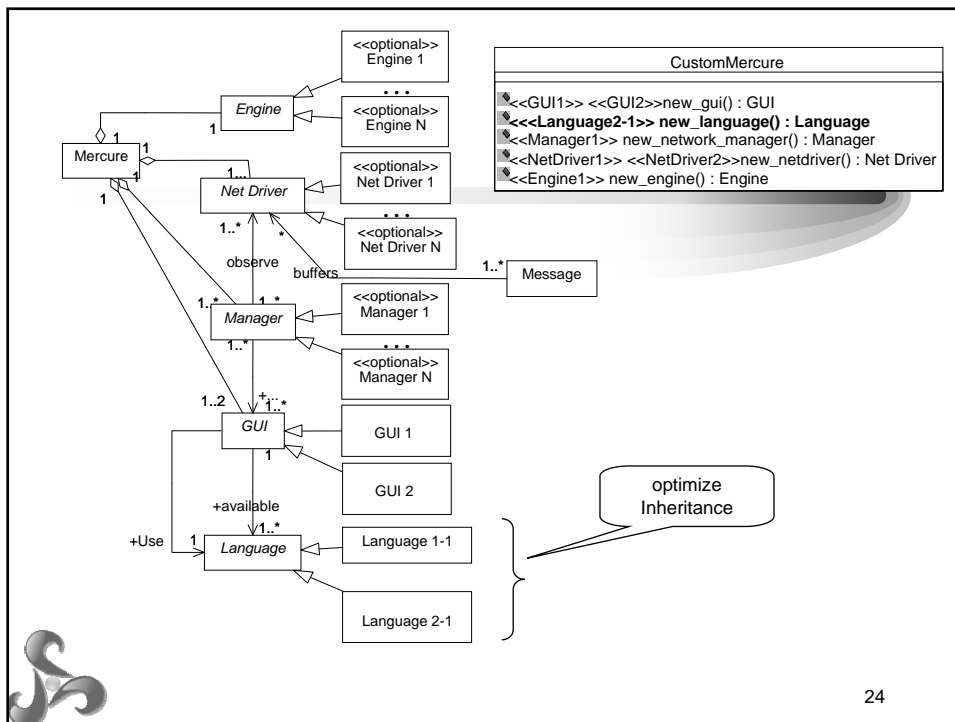 <<optional>>
Engine 1
...
<<optional>>
Engine N
Engine
1
1
Mercure
1
1
1
1...
Net Driver
<<optional>>
Net Driver 1
...
<<optional>>
Net Driver N
1..*
*
observe
buffers
1..*
Message
1..*
1..*
Manager
1..*
<<optional>>
Manager 1
...
<<optional>>
Manager N
1..2
+...
1..*
GUI
1
GUI 1
GUI 2
+available
1..*
+Use
1
Language
Language 1-1
Language 2-1
optimize
Inheritance
CustomMercure
<<GUI1>> <<GUI2>>new_gui() : GUI
<<<Language2-1>> new_language() : Language
<<Manager1>> new_network_manager() : Manager
<<NetDriver1>> <<NetDriver2>>new_netdriver() : Net Driver
<<Engine1>> new_engine() : Engine
24